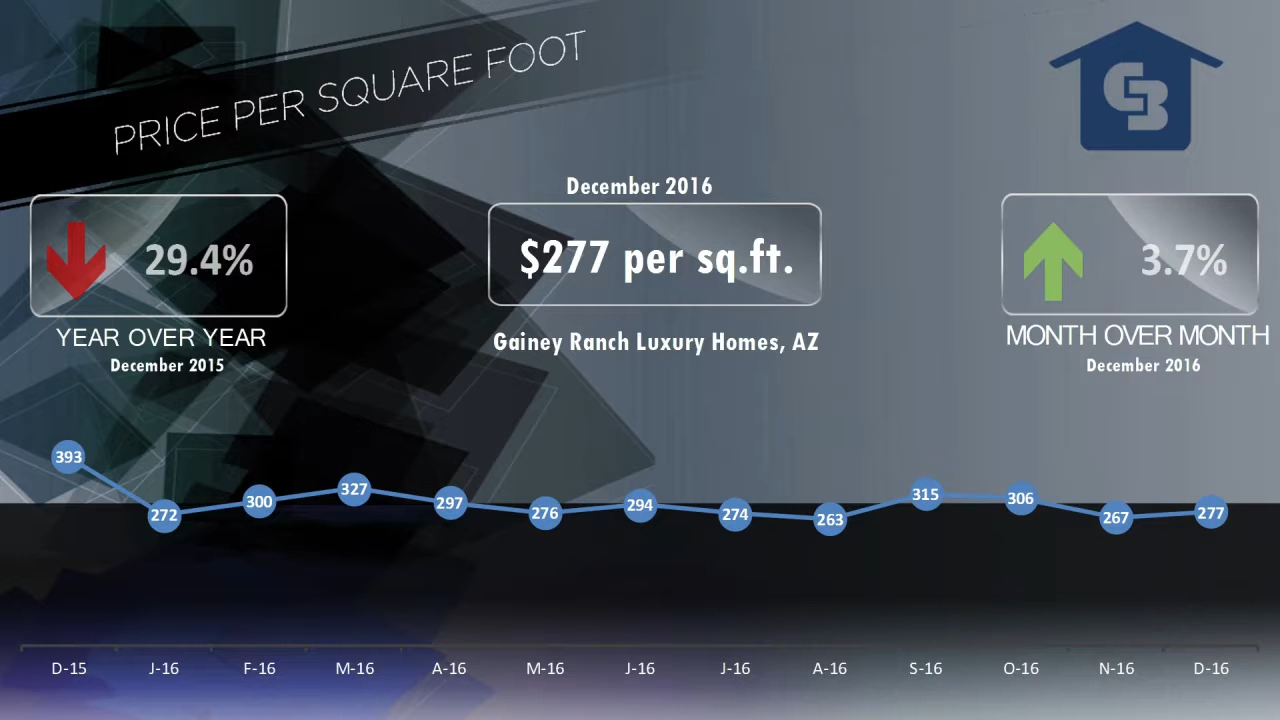 PRICE PER SQUARE FOOT
CB
December 2016
29.4%
$277 per sq.ft.
3.7%
YEAR OVER YEAR
December 2015
Gainey Ranch Luxury Homes, AZ
MONTH OVER MONTH
December 2016
393
272
300
327
297
276
294
274
263
315
306
267
277
D-15 J-16 F-16 M-16 A-16 M-16 J-16 J-16 A-16 S-16 O-16 N-16 D-16